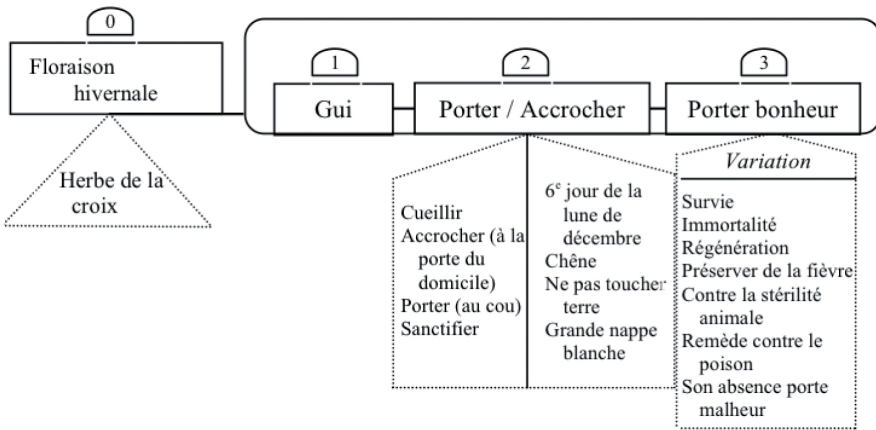 0
Floraison
hivernale
Herbe de la
croix
1
Gui
2
Porter / Accrocher
3
Porter bonheur
Cueillir
Accrocher (à la
porte du
domicile)
Porter (au cou)
Sanctifier
6e jour de la
lune de
décembre
Chêne
Ne pas toucher
terre
Grande nappe
blanche
Variation
Survie
Immortalité
Régénération
Préserver de la fièvre
Contre la stérilité
animale
Remède contre le
poison
Son absence porte
malheur